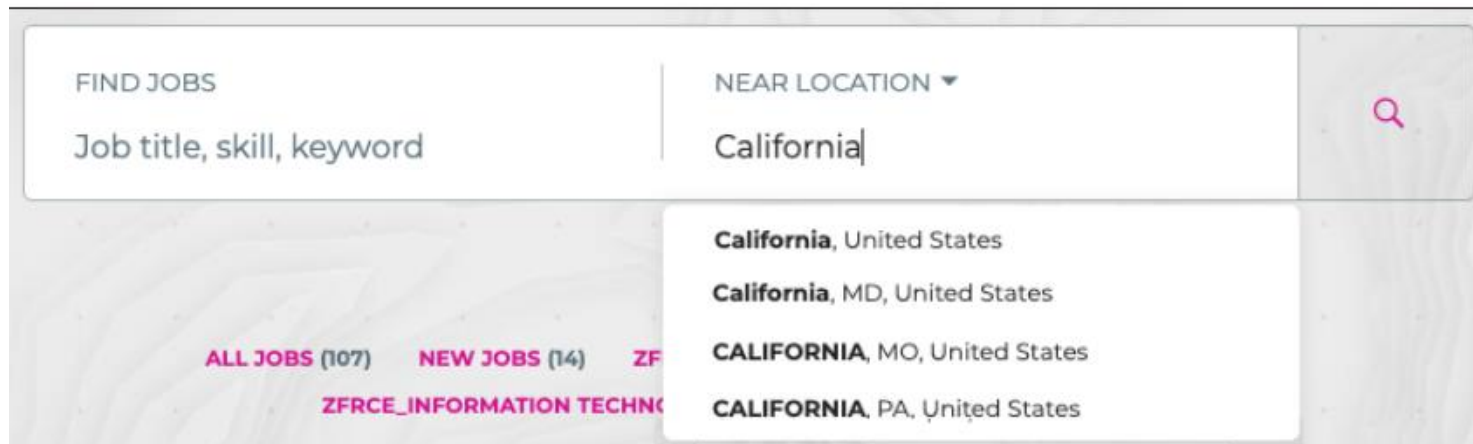 FIND JOBS
Job title, skill, keyword
NEAR LOCATION
California
California, United States
California, MD, United States
CALIFORNIA, MO, United States
CALIFORNIA, PA, United States
ALL JOBS (107) NEW JOBS (14)